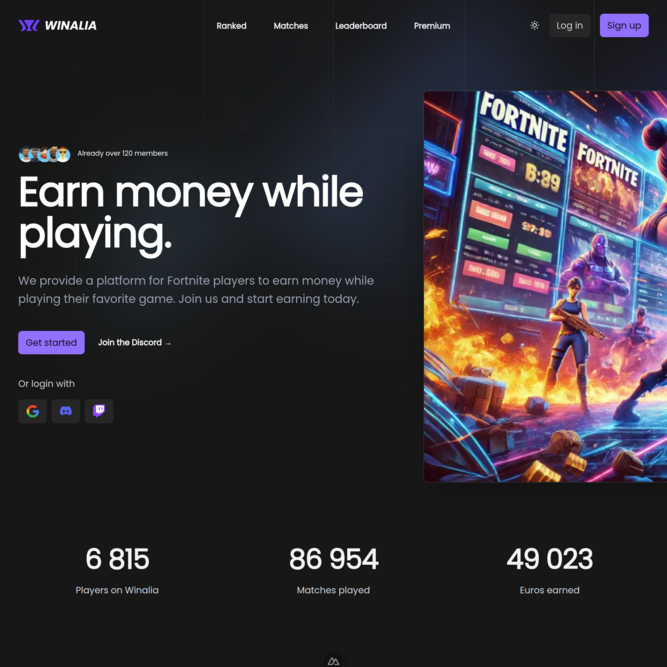 WINALIA
Ranked
Matches
Leaderboard
Premium
Log in
Sign up
Already over 120 members
Earn money while
playing.
We provide a platform for Fortnite players to earn money while
playing their favorite game. Join us and start earning today.
Get started
Join the Discord →
Or login with
FORTNITE
FORTNITE
6 815
86 954
49 023
Players on Winalia
Matches played
Euros earned